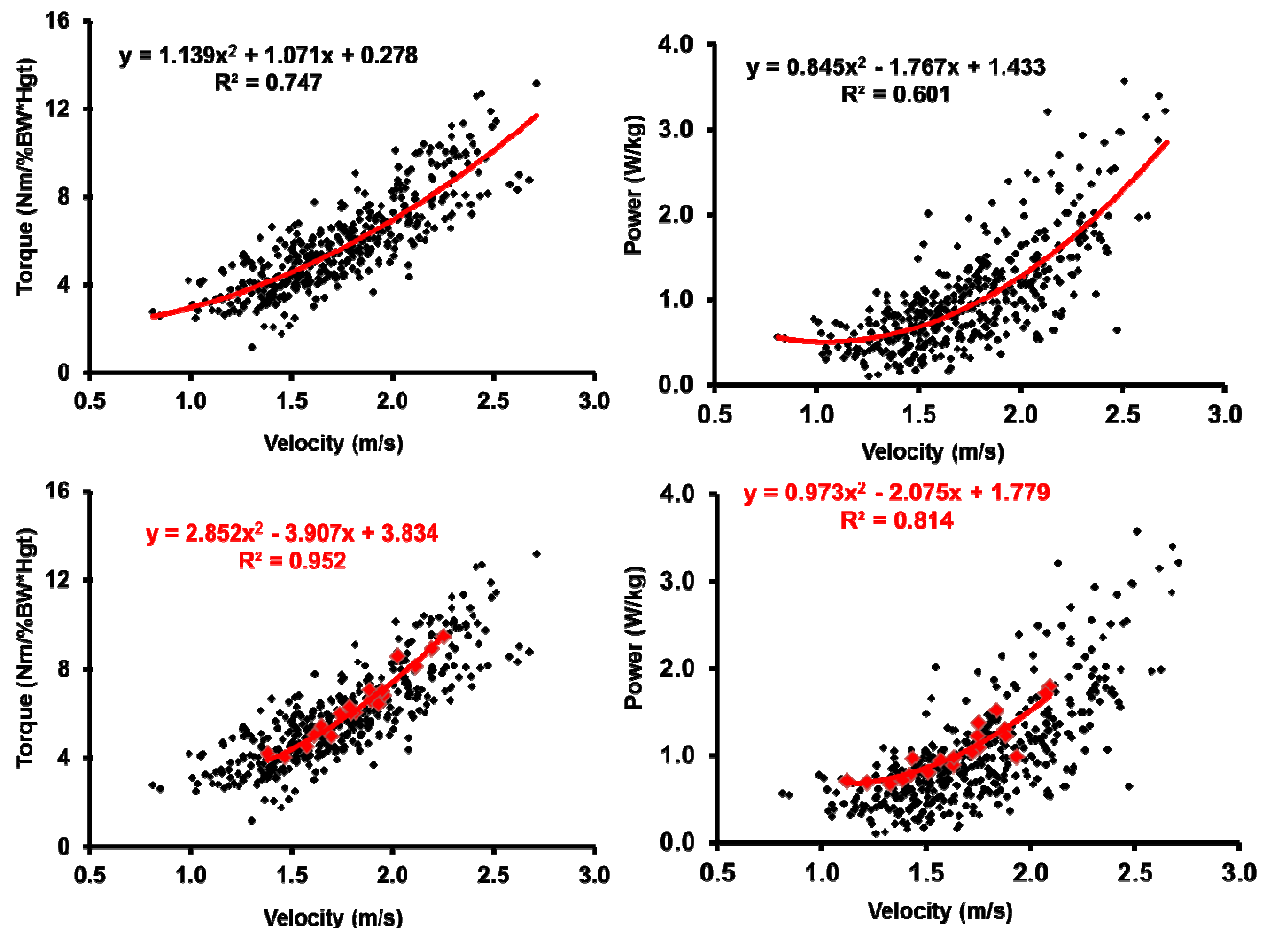 16
12
8
4
0
Torque (Nm/%BW*Hgt)
y = 1.139x² + 1.071x + 0.278
R² = 0.747
0.5 1.0 1.5 2.0 2.5 3.0
Velocity (m/s)
4.0
3.0
2.0
1.0
0.0
Power (W/kg)
y = 0.845x² - 1.767x + 1.433
R² = 0.601
0.5 1.0 1.5 2.0 2.5 3.0
Velocity (m/s)
16
12
8
4
0
Torque (Nm/%BW*Hgt)
y = 2.852x² - 3.907x + 3.834
R² = 0.952
0.5 1.0 1.5 2.0 2.5 3.0
Velocity (m/s)
4.0
3.0
2.0
1.0
0.0
Power (W/kg)
y = 0.973x² - 2.075x + 1.779
R² = 0.814
0.5 1.0 1.5 2.0 2.5 3.0
Velocity (m/s)